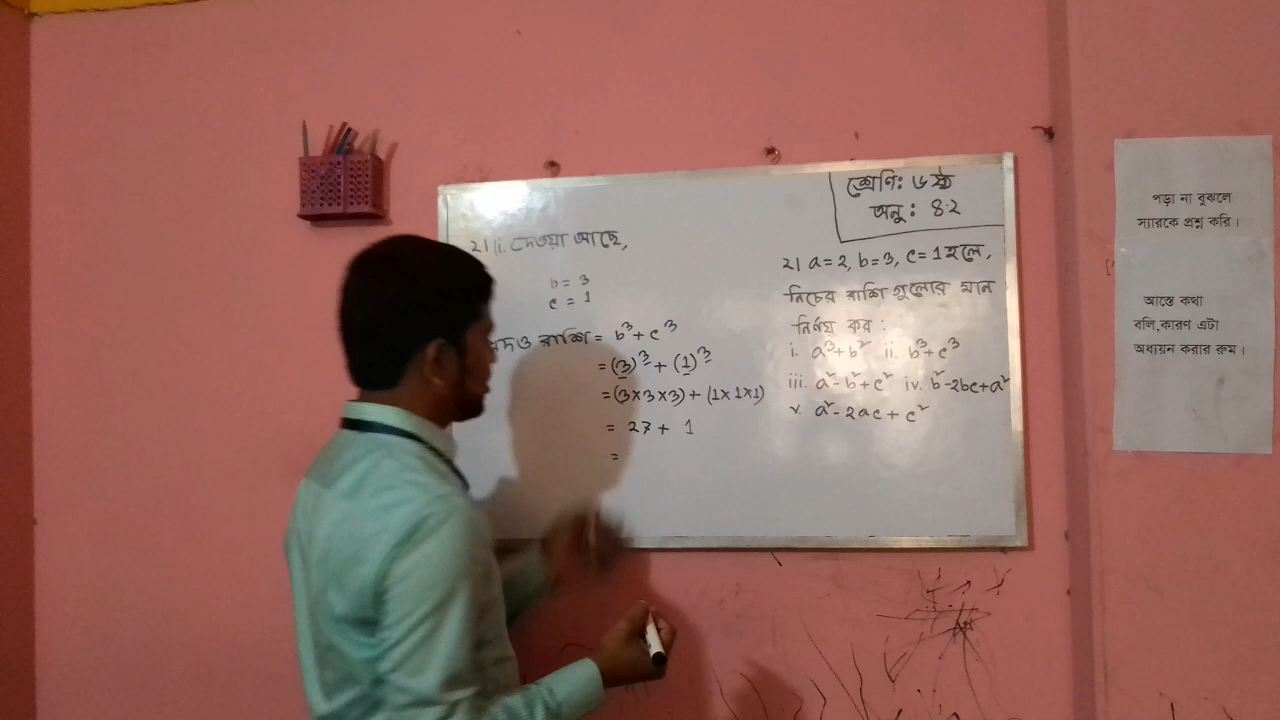 শ্রেণি: ৬ষ্ঠ
অনু: ৪.২
২। a = 2, b = 3, c = 1 হলে,
নিচের রাশি গুলোর মান
নির্ণয় কর:
i. a³ + b² ii. b³ + c³
iii. a² - b² + c² iv. b² - 2bc + a²
v. a² - 2ac + c²
২। ii. দেওয়া আছে,
b = 3
c = 1
রাশি = b³ + c³
= (3)³ + (1)³
= (3×3×3) + (1×1×1)
= 27 + 1
=
পড়া না বুঝলে
স্যারকে প্রশ্ন করি।
আস্তে কথা
বলি,কারণ এটা
অধ্যয়ন করার রুম।